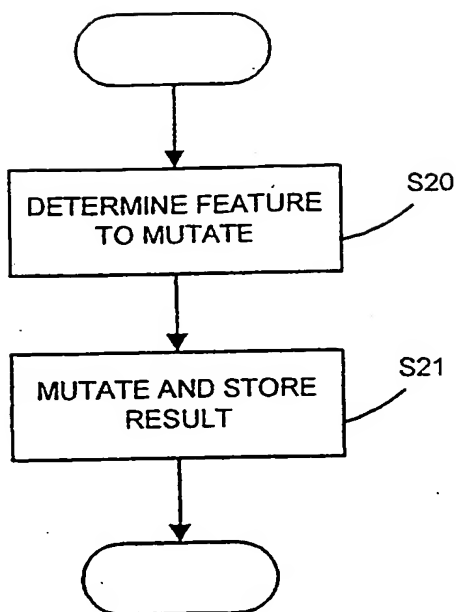 DETERMINE FEATURE
TO MUTATE
S20
MUTATE AND STORE
RESULT
S21